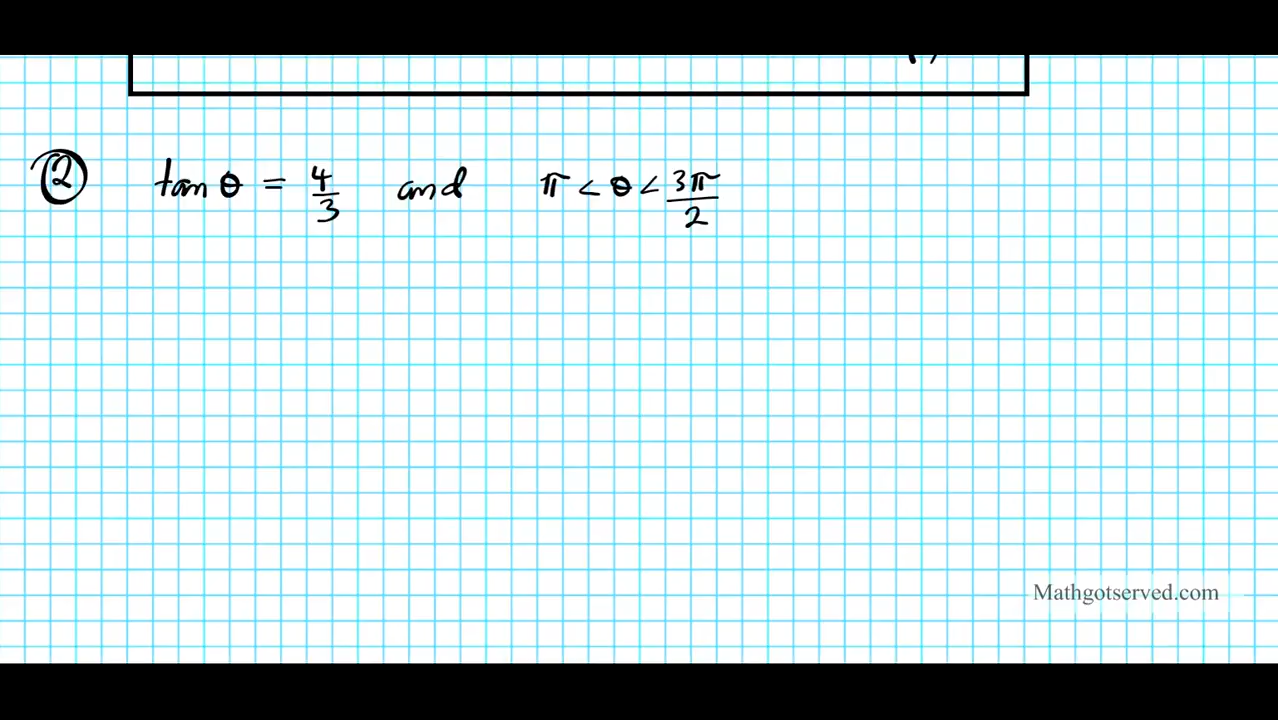 ② tan θ = 4/3 and π < θ < 3π/2
Mathgotserved.com